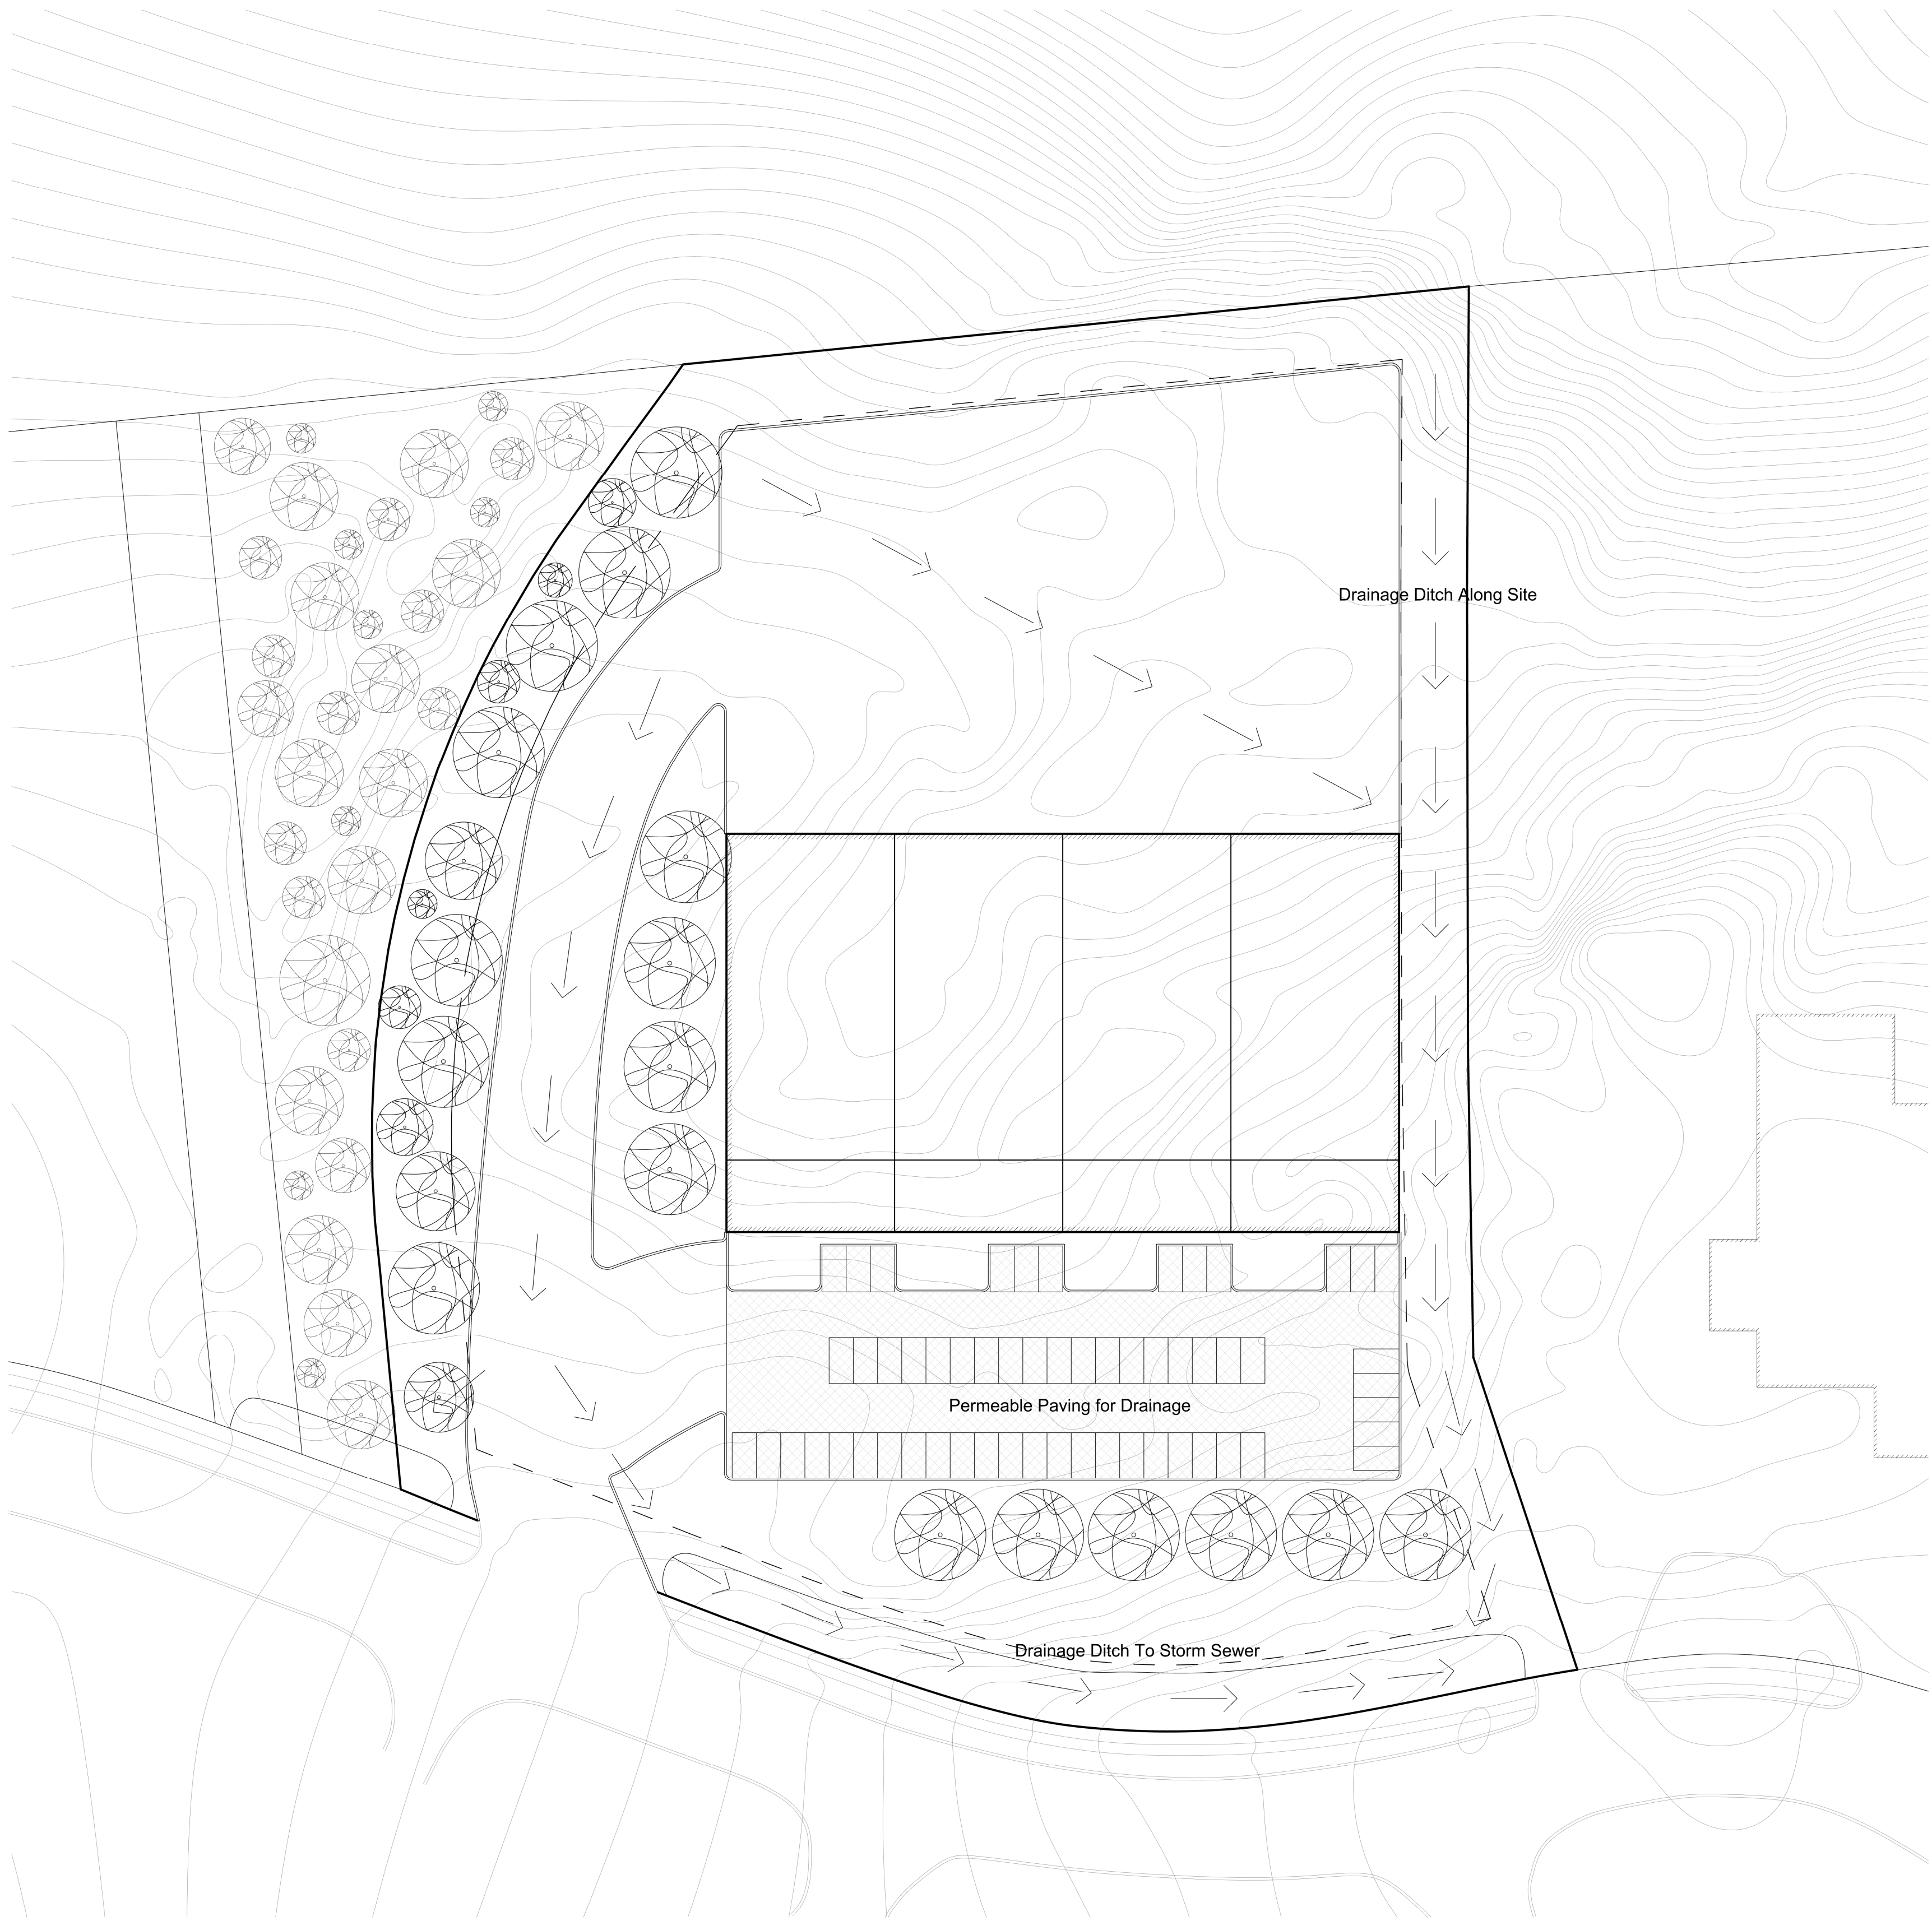 Drainage Ditch Along Site
Permeable Paving for Drainage
Drainage Ditch To Storm Sewer